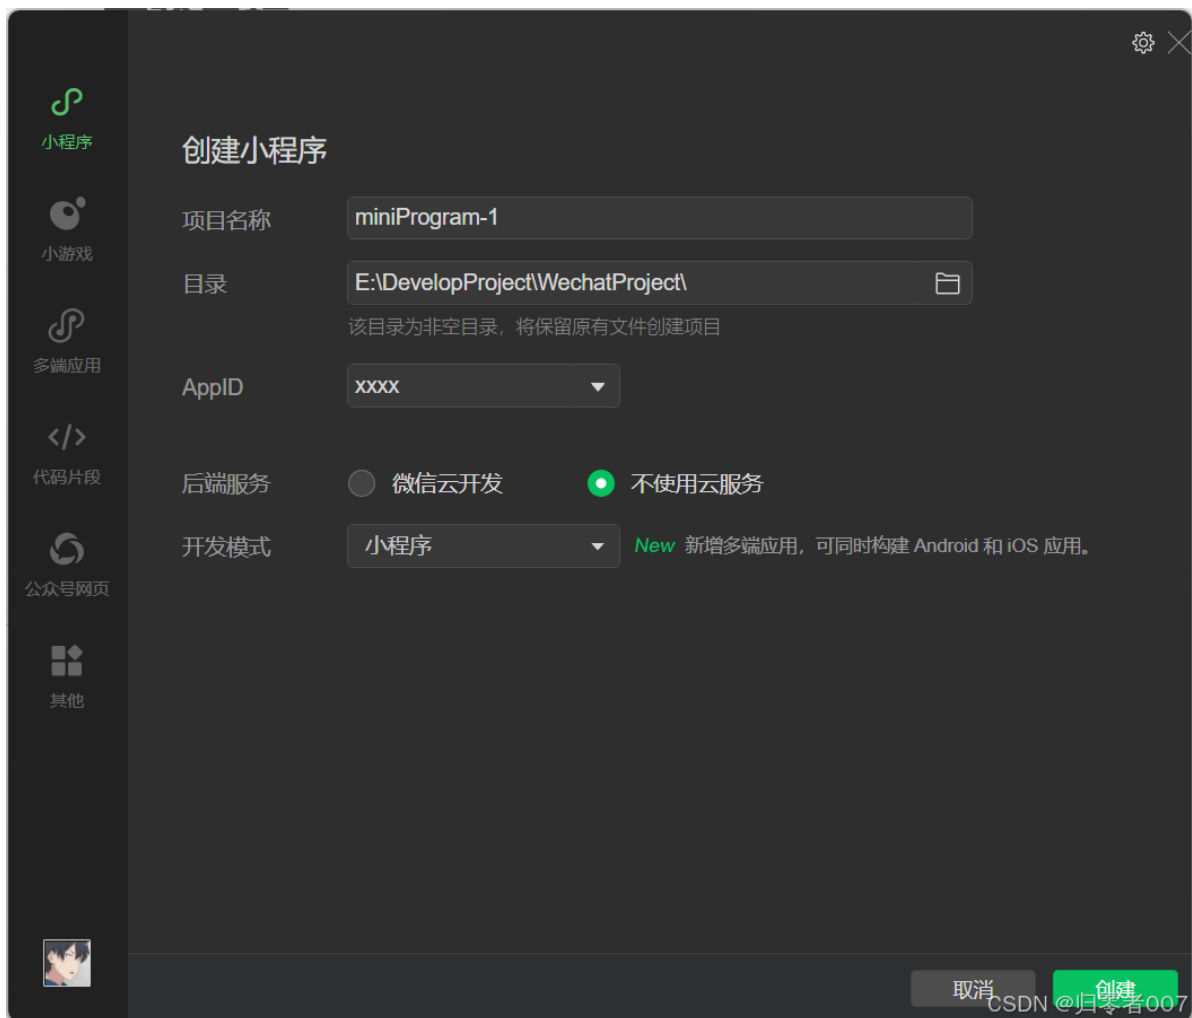 小程序
小游戏
多端应用
代码片段
公众号网页
其他
创建小程序
项目名称 miniProgram-1
目录 E:\DevelopProject\WechatProject\
该目录为非空目录，将保留原有文件创建项目
AppID xxxx
后端服务 微信云开发 不使用云服务
开发模式 小程序 New 新增多端应用，可同时构建 Android 和 iOS 应用。
取消 创建
CSDN @归零者007